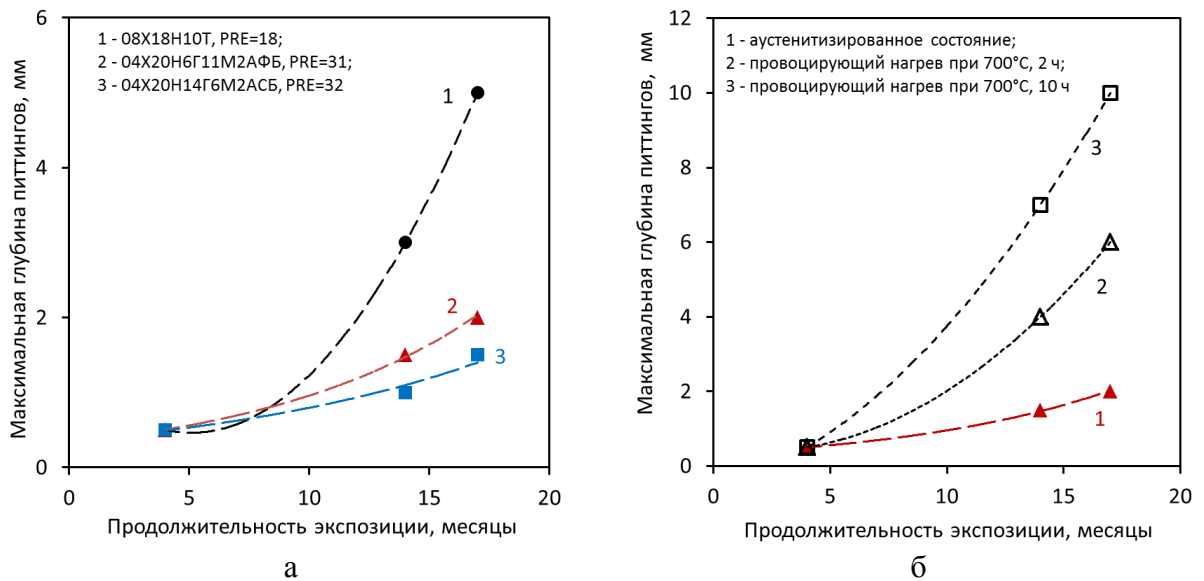 6
4
2
0
Максимальная глубина питтингов, мм
1 - 08Х18Н10Т, PRE=18;
2 - 04Х20Н6Г11М2АФБ, PRE=31;
3 - 04Х20Н14Г6М2АСБ, PRE=32
1
2
3
0 5 10 15 20
Продолжительность экспозиции, месяцы
а
12
10
8
6
4
2
0
Максимальная глубина питтингов, мм
1 - аустенитизированное состояние;
2 - провоцирующий нагрев при 700°С, 2 ч;
3 - провоцирующий нагрев при 700°С, 10 ч
3
2
1
0 5 10 15 20
Продолжительность экспозиции, месяцы
б